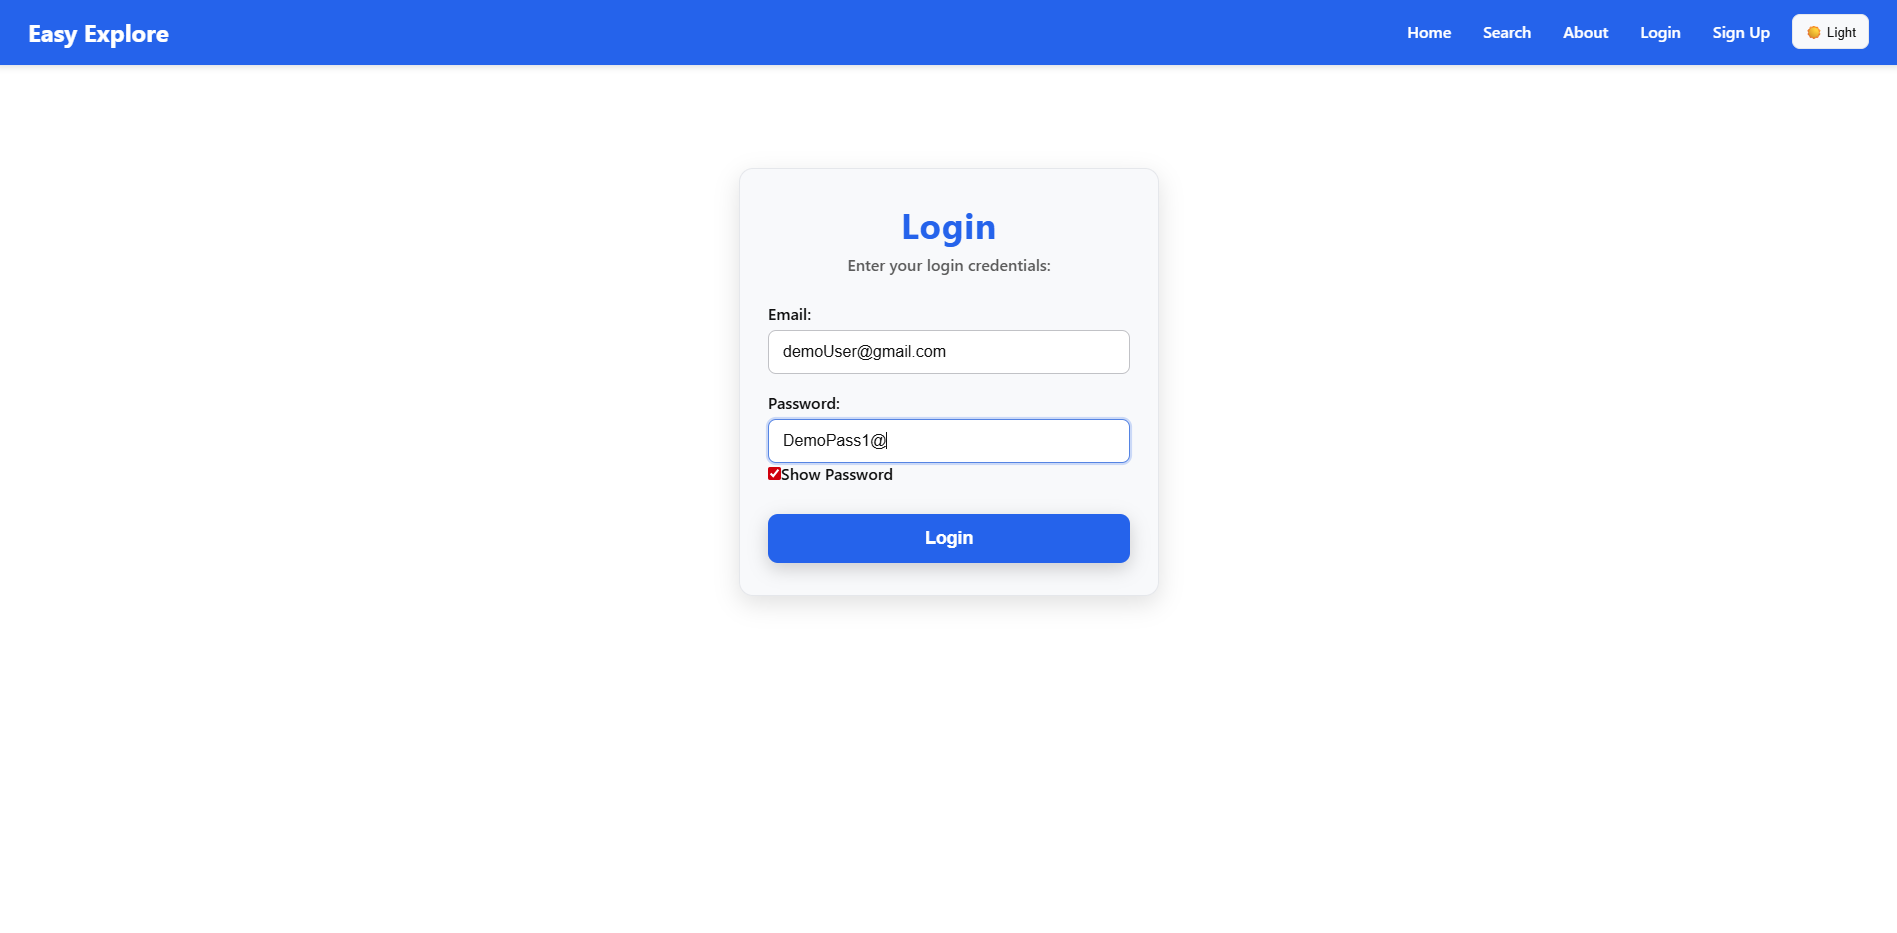 Easy Explore
Home Search About Login Sign Up Light
Login
Enter your login credentials:
Email:
demoUser@gmail.com
Password:
DemoPass1@
Show Password
Login